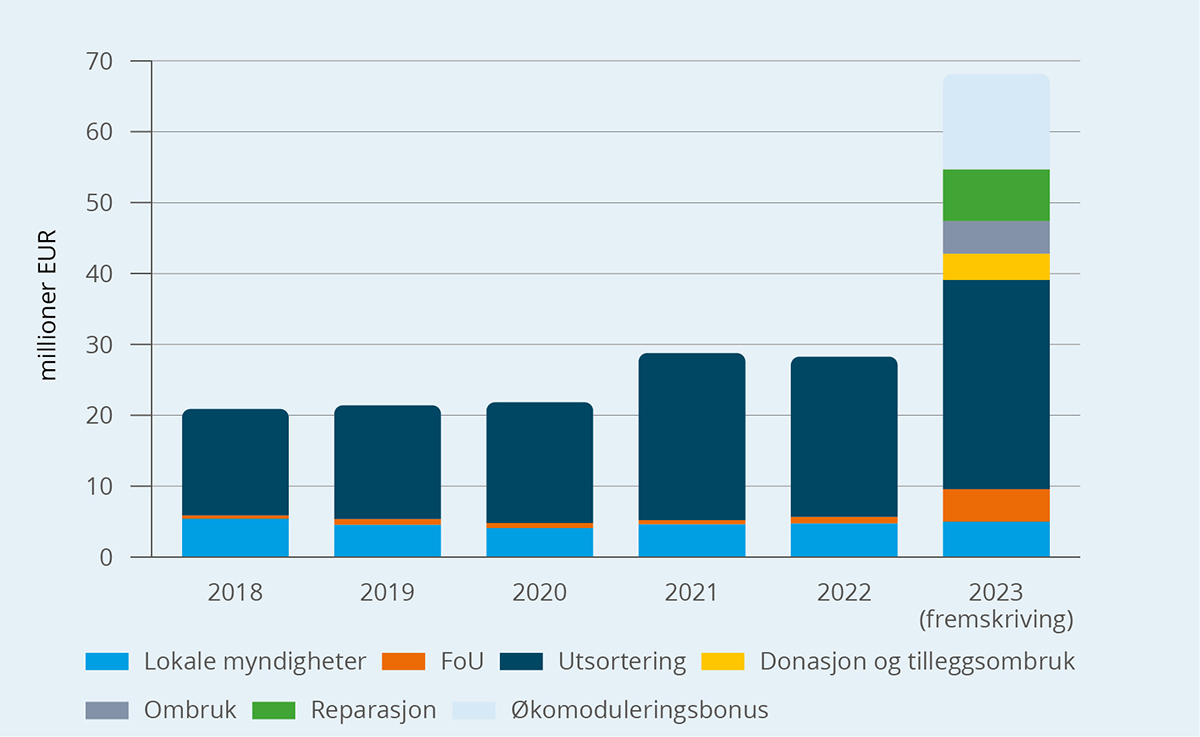 70
60
50
40
30
20
10
0
millioner EUR
2018 2019 2020 2021 2022 2023
(fremskriving)
Lokale myndigheter FoU Utsortering Donasjon og tilleggsombruk
Ombruk Reparasjon Økomoduleringsbonus